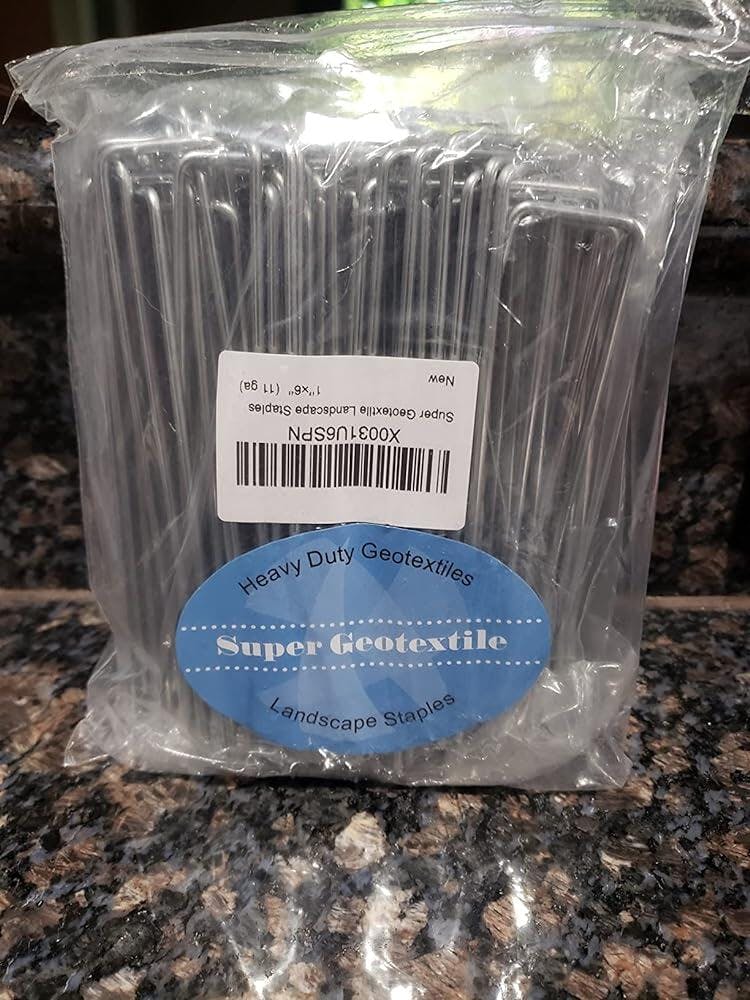 X0031U6SPN
Super Geotextile Landscape Staples
1"x6" (11 ga)
New
Heavy Duty Geotextiles
Super Geotextile
Landscape Staples